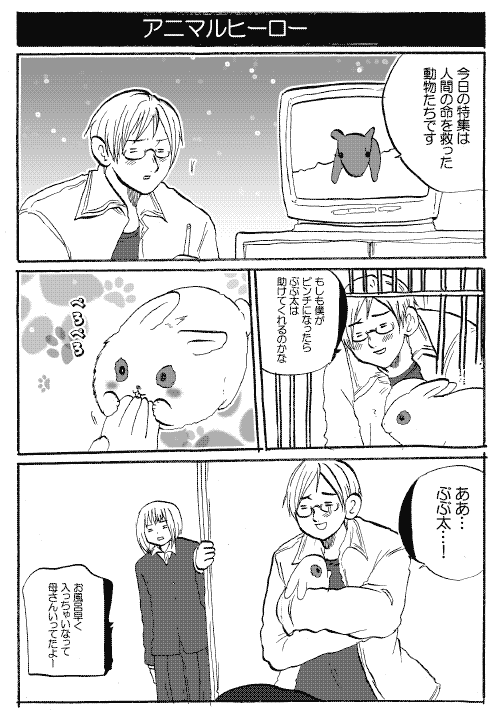 アニマルヒーロー
今日の特集は
人間の命を救った
動物たちです
もしも僕が
ピンチになったら
ぷぷ太は
助けてくれるのかな
ぺろぺろ
ああ…
ぷぷ太…!
お風呂早く
入っちゃいなって
母さんいってたよー